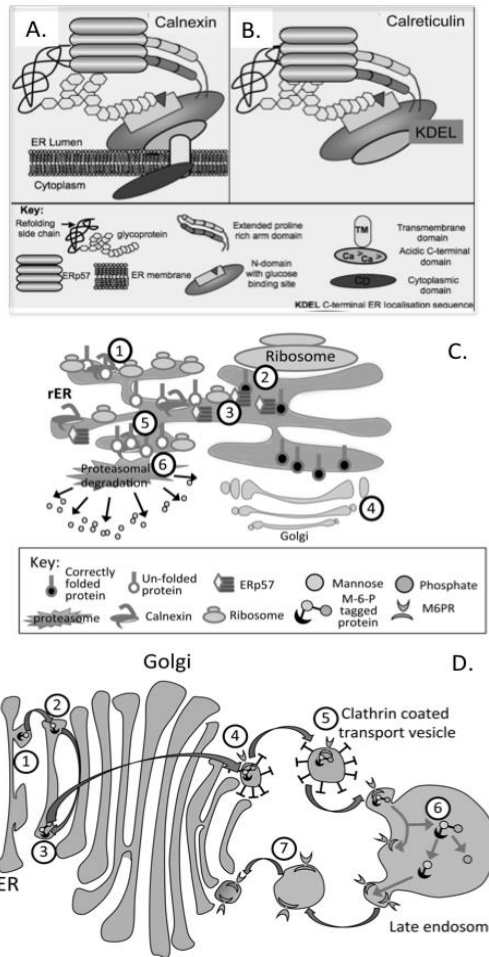 A.
Calnexin
B.
Calreticulin
KDEL
ER Lumen
Cytoplasm
Key:
Refolding
side chain
glycoprotein
ERp57
ER membrane
Extended proline
rich arm domain
N-domain
with glucose
binding site
TM
Transmembrane
domain
Ca Ca
Acidic C-terminal
domain
CD
Cytoplasmic
domain
KDEL C-terminal ER localisation sequence
C.
1
Ribosome
2
rER
3
5
6
Proteasomal
degradation
4
Golgi
Key:
Correctly
folded
protein
Un-folded
protein
ERp57
Mannose
Phosphate
proteasome
Calnexin
Ribosome
M-6-P
tagged
protein
M6PR
D.
Golgi
2
1
3
ER
4
5
Clathrin coated
transport vesicle
6
7
Late endosom